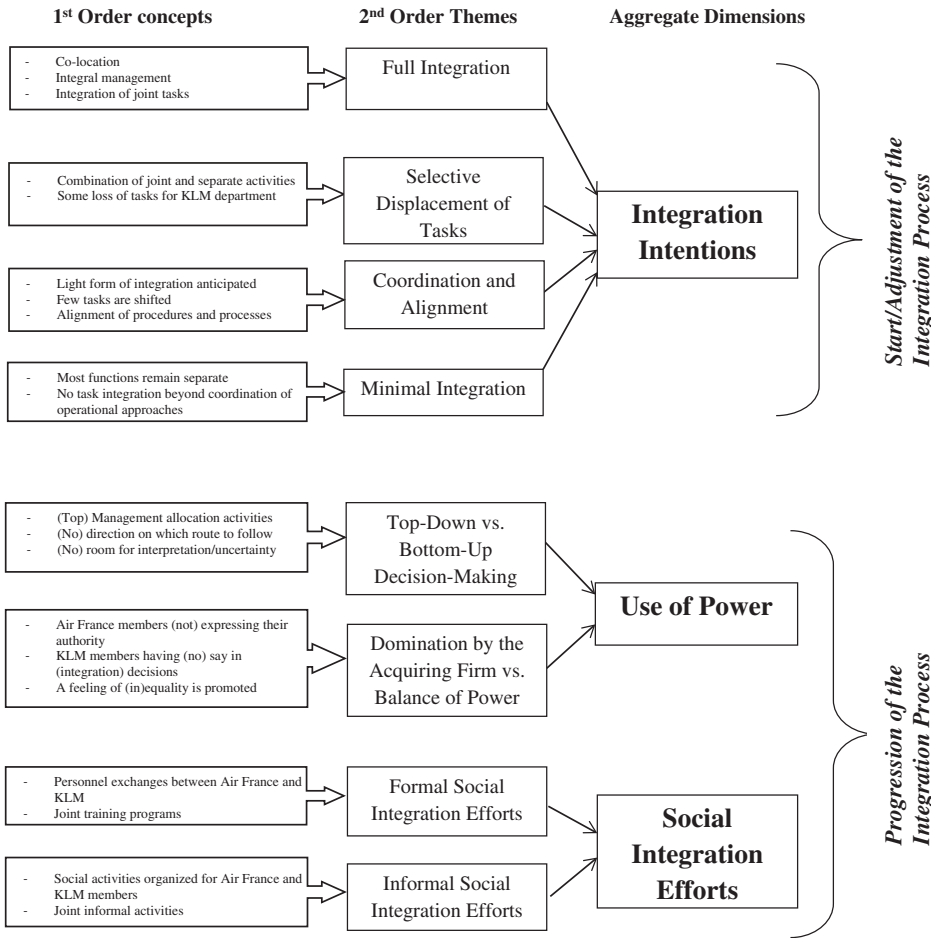 1st Order concepts
2nd Order Themes
Aggregate Dimensions
- Co-location
- Integral management
- Integration of joint tasks
Full Integration
- Combination of joint and separate activities
- Some loss of tasks for KLM department
Selective
Displacement of
Tasks
- Light form of integration anticipated
- Few tasks are shifted
- Alignment of procedures and processes
Coordination and
Alignment
- Most functions remain separate
- No task integration beyond coordination of
operational approaches
Minimal Integration
Integration
Intentions
Start/Adjustment of the
Integration Process
- (Top) Management allocation activities
- (No) direction on which route to follow
- (No) room for interpretation/uncertainty
Top-Down vs.
Bottom-Up
Decision-Making
- Air France members (not) expressing their
authority
- KLM members having (no) say in
(integration) decisions
- A feeling of (in)equality is promoted
Domination by the
Acquiring Firm vs.
Balance of Power
Use of Power
- Personnel exchanges between Air France and
KLM
- Joint training programs
Formal Social
Integration Efforts
- Social activities organized for Air France and
KLM members
- Joint informal activities
Informal Social
Integration Efforts
Social
Integration
Efforts
Progression of the
Integration Process